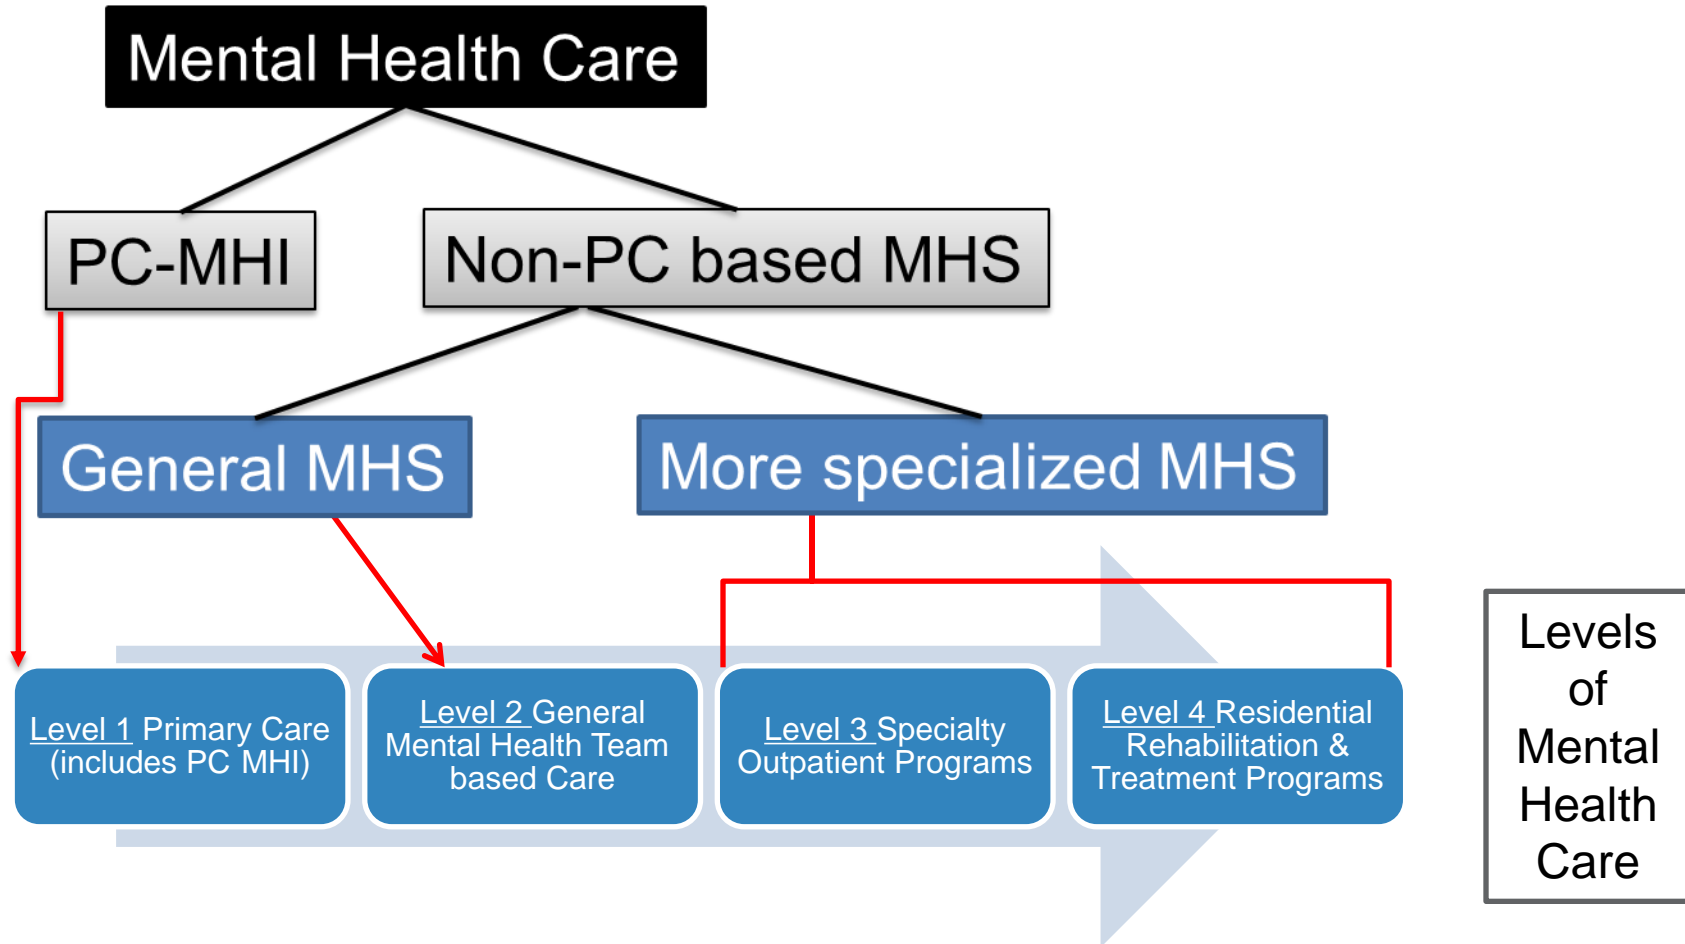 Mental Health Care
PC-MHI
Non-PC based MHS
General MHS
More specialized MHS
Level 1 Primary Care
(includes PC MHI)
Level 2 General
Mental Health Team
based Care
Level 3 Specialty
Outpatient Programs
Level 4 Residential
Rehabilitation &
Treatment Programs
Levels
of
Mental
Health
Care